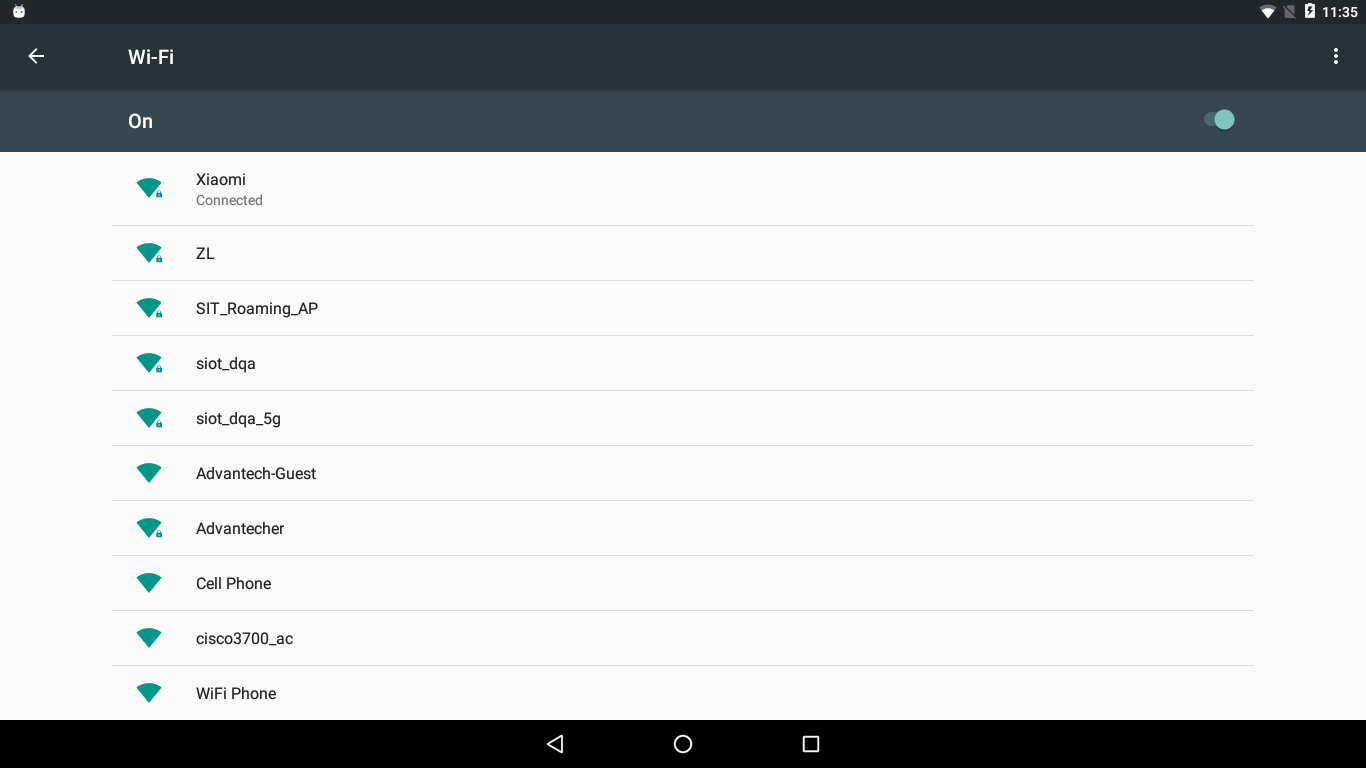 11:35
Wi-Fi
On
Xiaomi
Connected
ZL
SIT_Roaming_AP
siot_dqa
siot_dqa_5g
Advantech-Guest
Advantecher
Cell Phone
cisco3700_ac
WiFi Phone